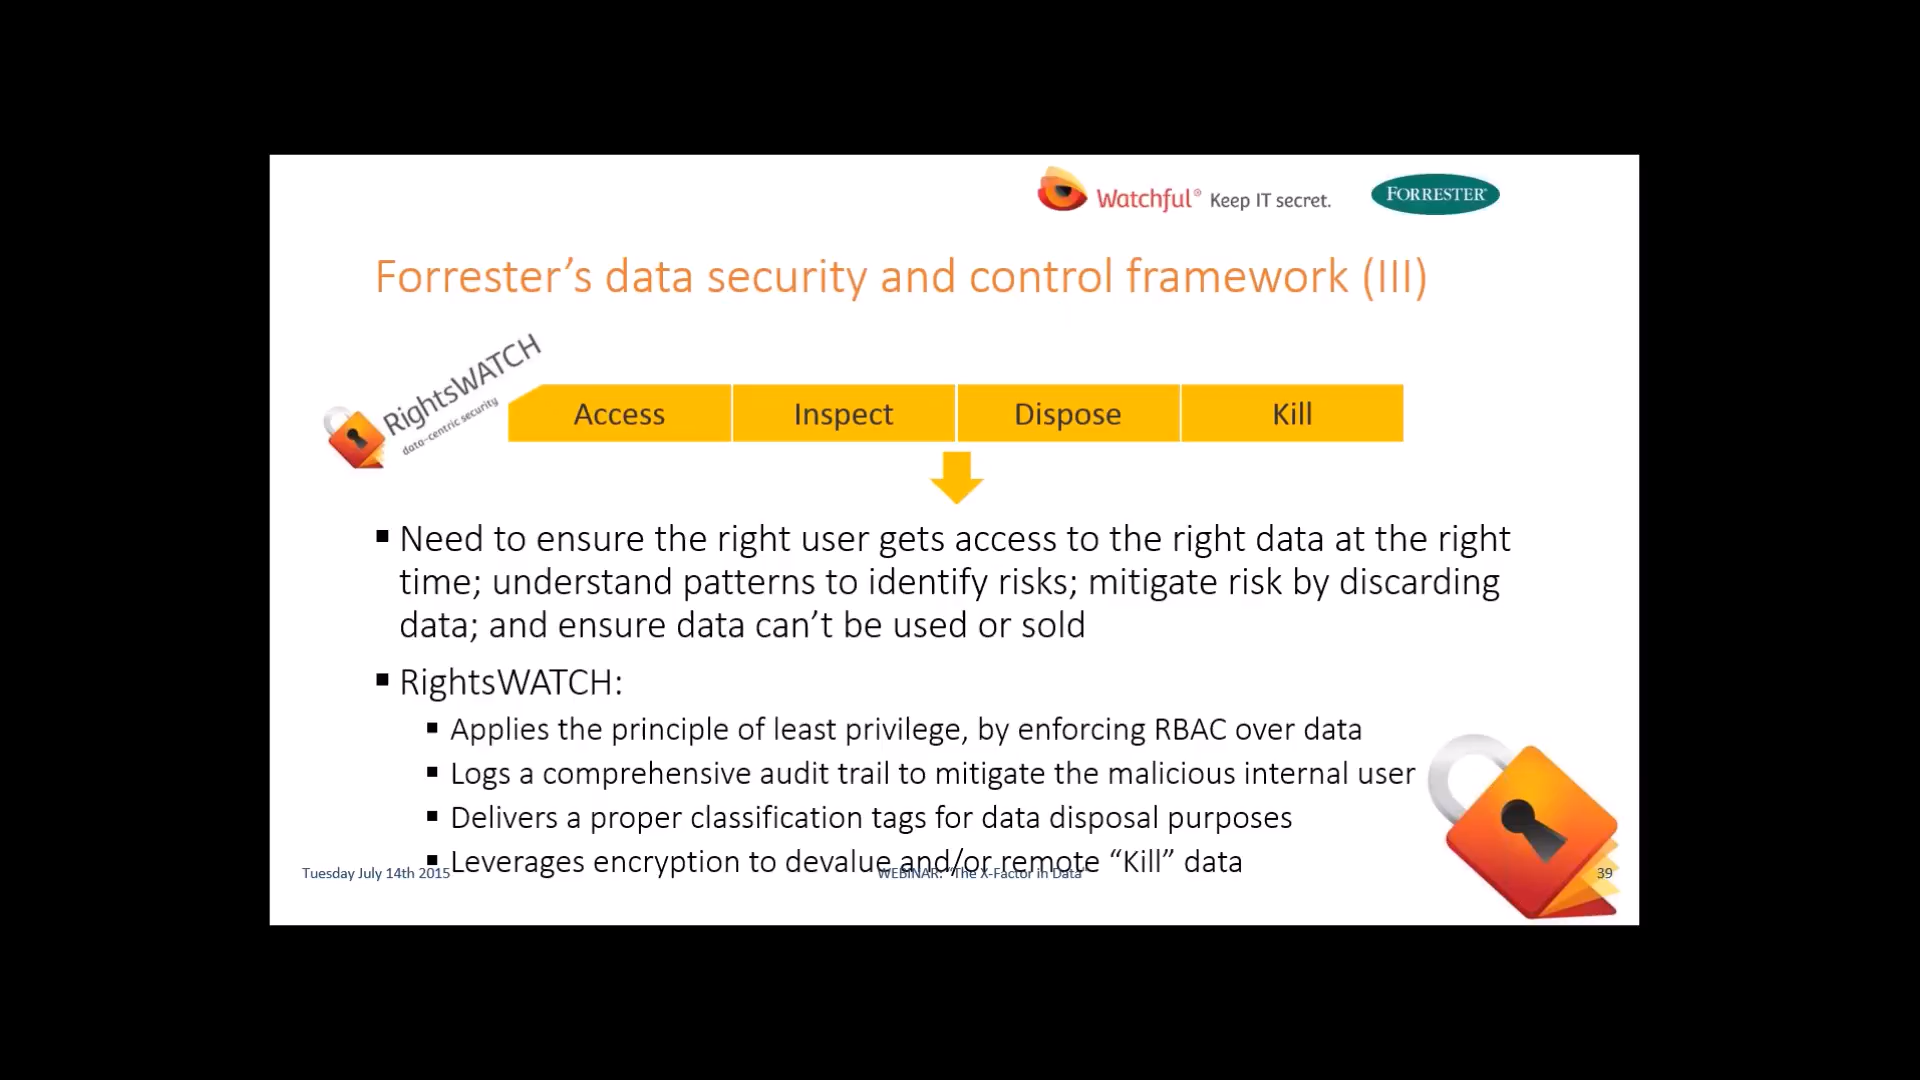 Watchful® Keep IT secret.
FORRESTER®
Forrester’s data security and control framework (III)
RightsWATCH
data-centric security
Access
Inspect
Dispose
Kill
▪ Need to ensure the right user gets access to the right data at the right
time; understand patterns to identify risks; mitigate risk by discarding
data; and ensure data can’t be used or sold
▪ RightsWATCH:
▪ Applies the principle of least privilege, by enforcing RBAC over data
▪ Logs a comprehensive audit trail to mitigate the malicious internal user
▪ Delivers a proper classification tags for data disposal purposes
▪ Leverages encryption to devalue and/or remote “Kill” data
Tuesday July 14th 2015
WEBINAR: “The X-Factor in Data”
39